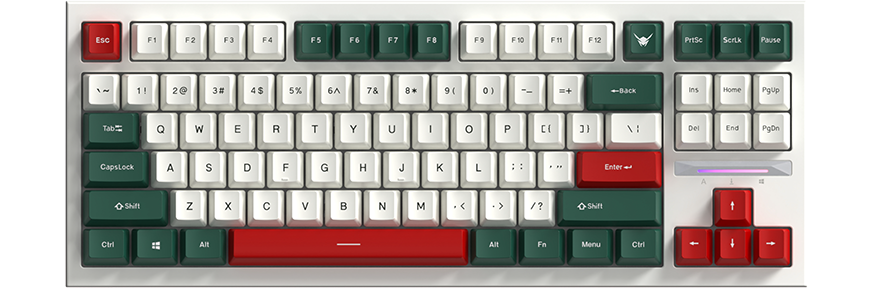 Esc F1 F2 F3 F4 F5 F6 F7 F8 F9 F10 F11 F12 PrtSc ScrLk Pause
`~ 1! 2@ 3# 4$ 5% 6^ 7& 8* 9( 0) -_ =+ ←Back Ins Home PgUp
Tab Q W E R T Y U I O P [{ ]} \| Del End PgDn
CapsLock A S D F G H J K L ;: '" Enter↵
⇧Shift Z X C V B N M ,< .> /? ⇧Shift ↑
Ctrl Alt Alt Fn Menu Ctrl ← ↓ →